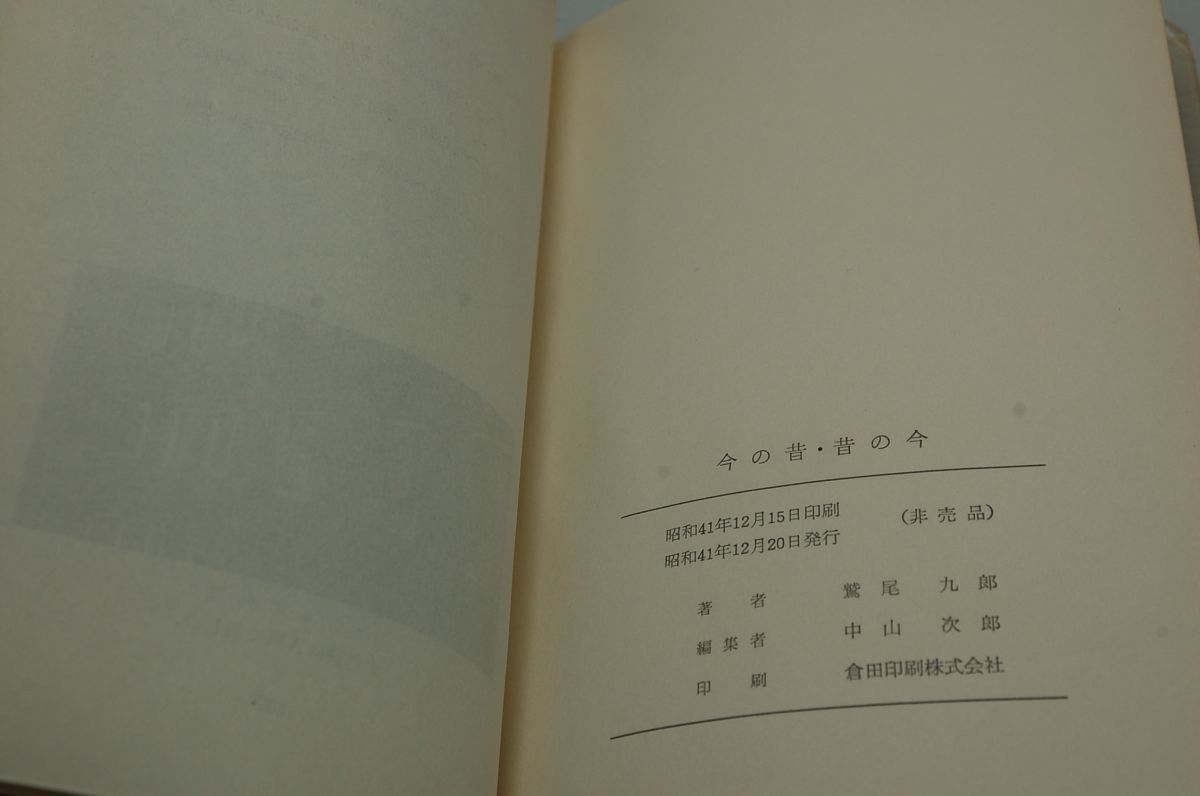 今の昔・昔の今
昭和41年12月15日印刷 (非売品)
昭和41年12月20日発行
著者 鷲尾九郎
編集者 中山次郎
印刷 倉田印刷株式会社